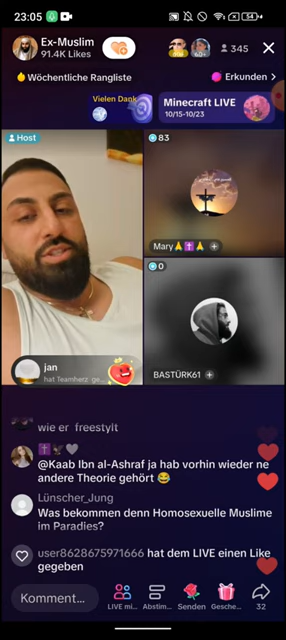 23:05
54
Ex-Muslim
91.4K Likes
345
Wöchentliche Rangliste
Erkunden >
Vielen Dank
Minecraft LIVE
10/15-10/23
Host
83
Mary
0
BASTÜRK61
jan
hat Teamherz
wie er freestylt
@Kaab Ibn al-Ashraf ja hab vorhin wieder ne
andere Theorie gehört 😂
Lünscher_Jung
Was bekommen denn Homosexuelle Muslime
im Paradies?
user8628675971666 hat dem LIVE einen Like
gegeben
Komment...
LIVE mi...
Abstim...
Senden
Gesche...
32